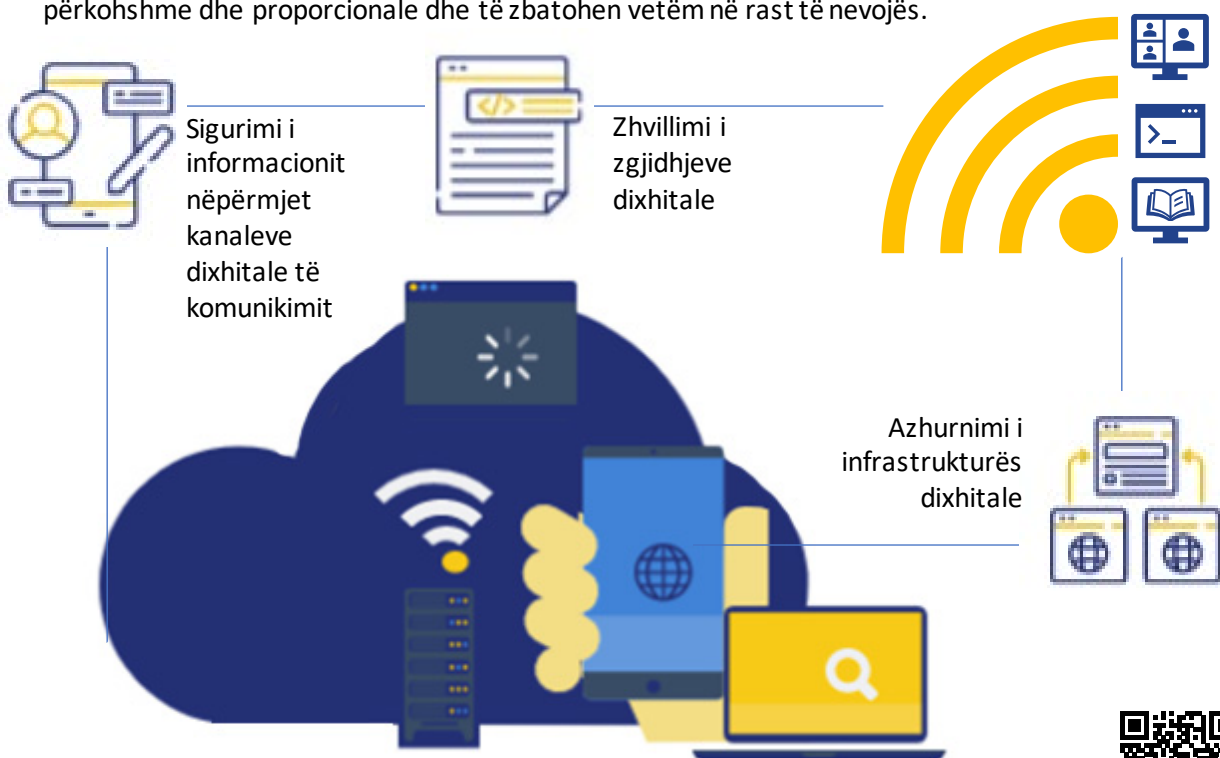 përkohshme dhe proporcionale dhe të zbatohen vetëm në rast të nevojës.
Sigurimi i
informacionit
nëpërmjet
kanaleve
dixhitale të
komunikimit
</>
Zhvillimi i
zgjidhjeve
dixhitale
>_
Azhurnimi i
infrastrukturës
dixhitale